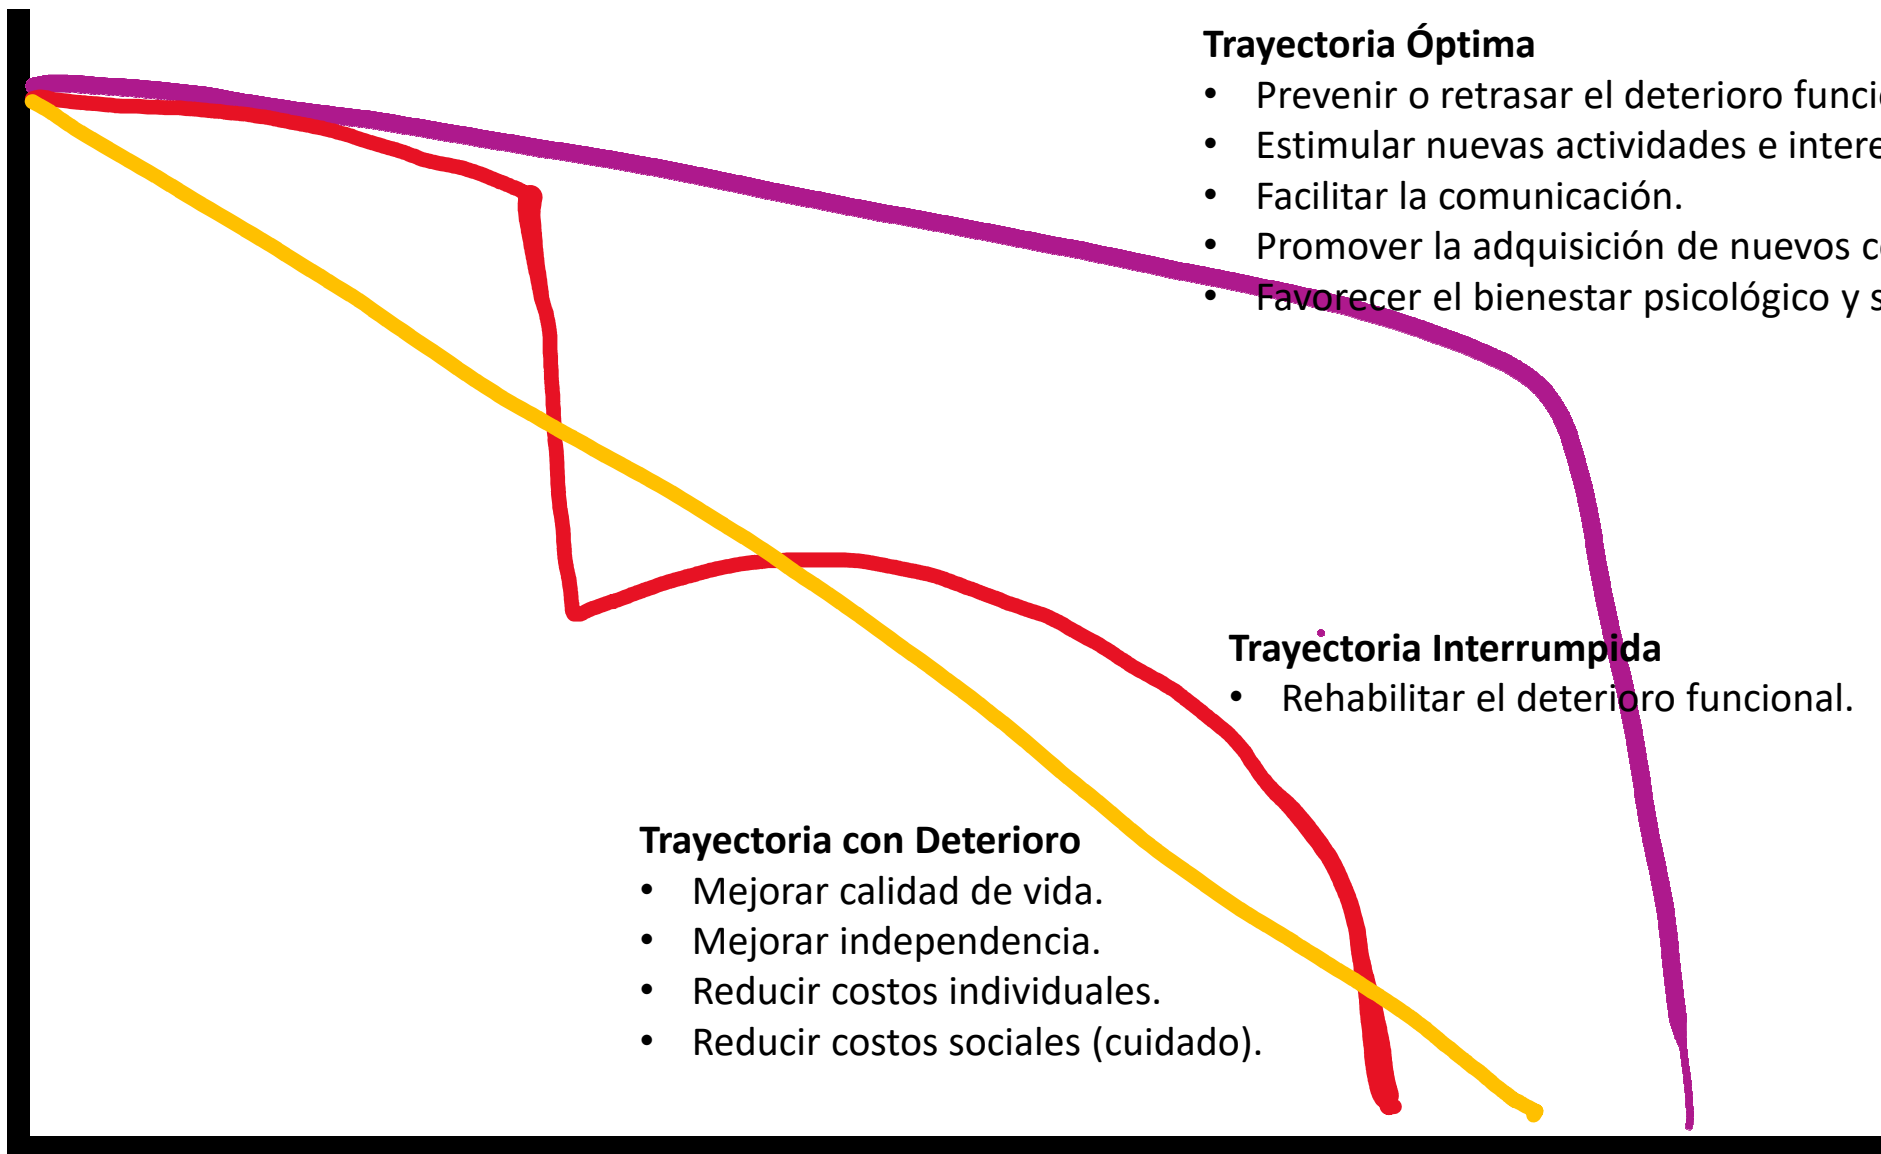 Trayectoria Óptima
• Prevenir o retrasar el deterioro
• Estimular nuevas actividades e
• Facilitar la comunicación.
• Promover la adquisición de nuevos
• Favorecer el bienestar psicológico y
Trayectoria Interrumpida
• Rehabilitar el deterioro funcional.
Trayectoria con Deterioro
• Mejorar calidad de vida.
• Mejorar independencia.
• Reducir costos individuales.
• Reducir costos sociales (cuidado).